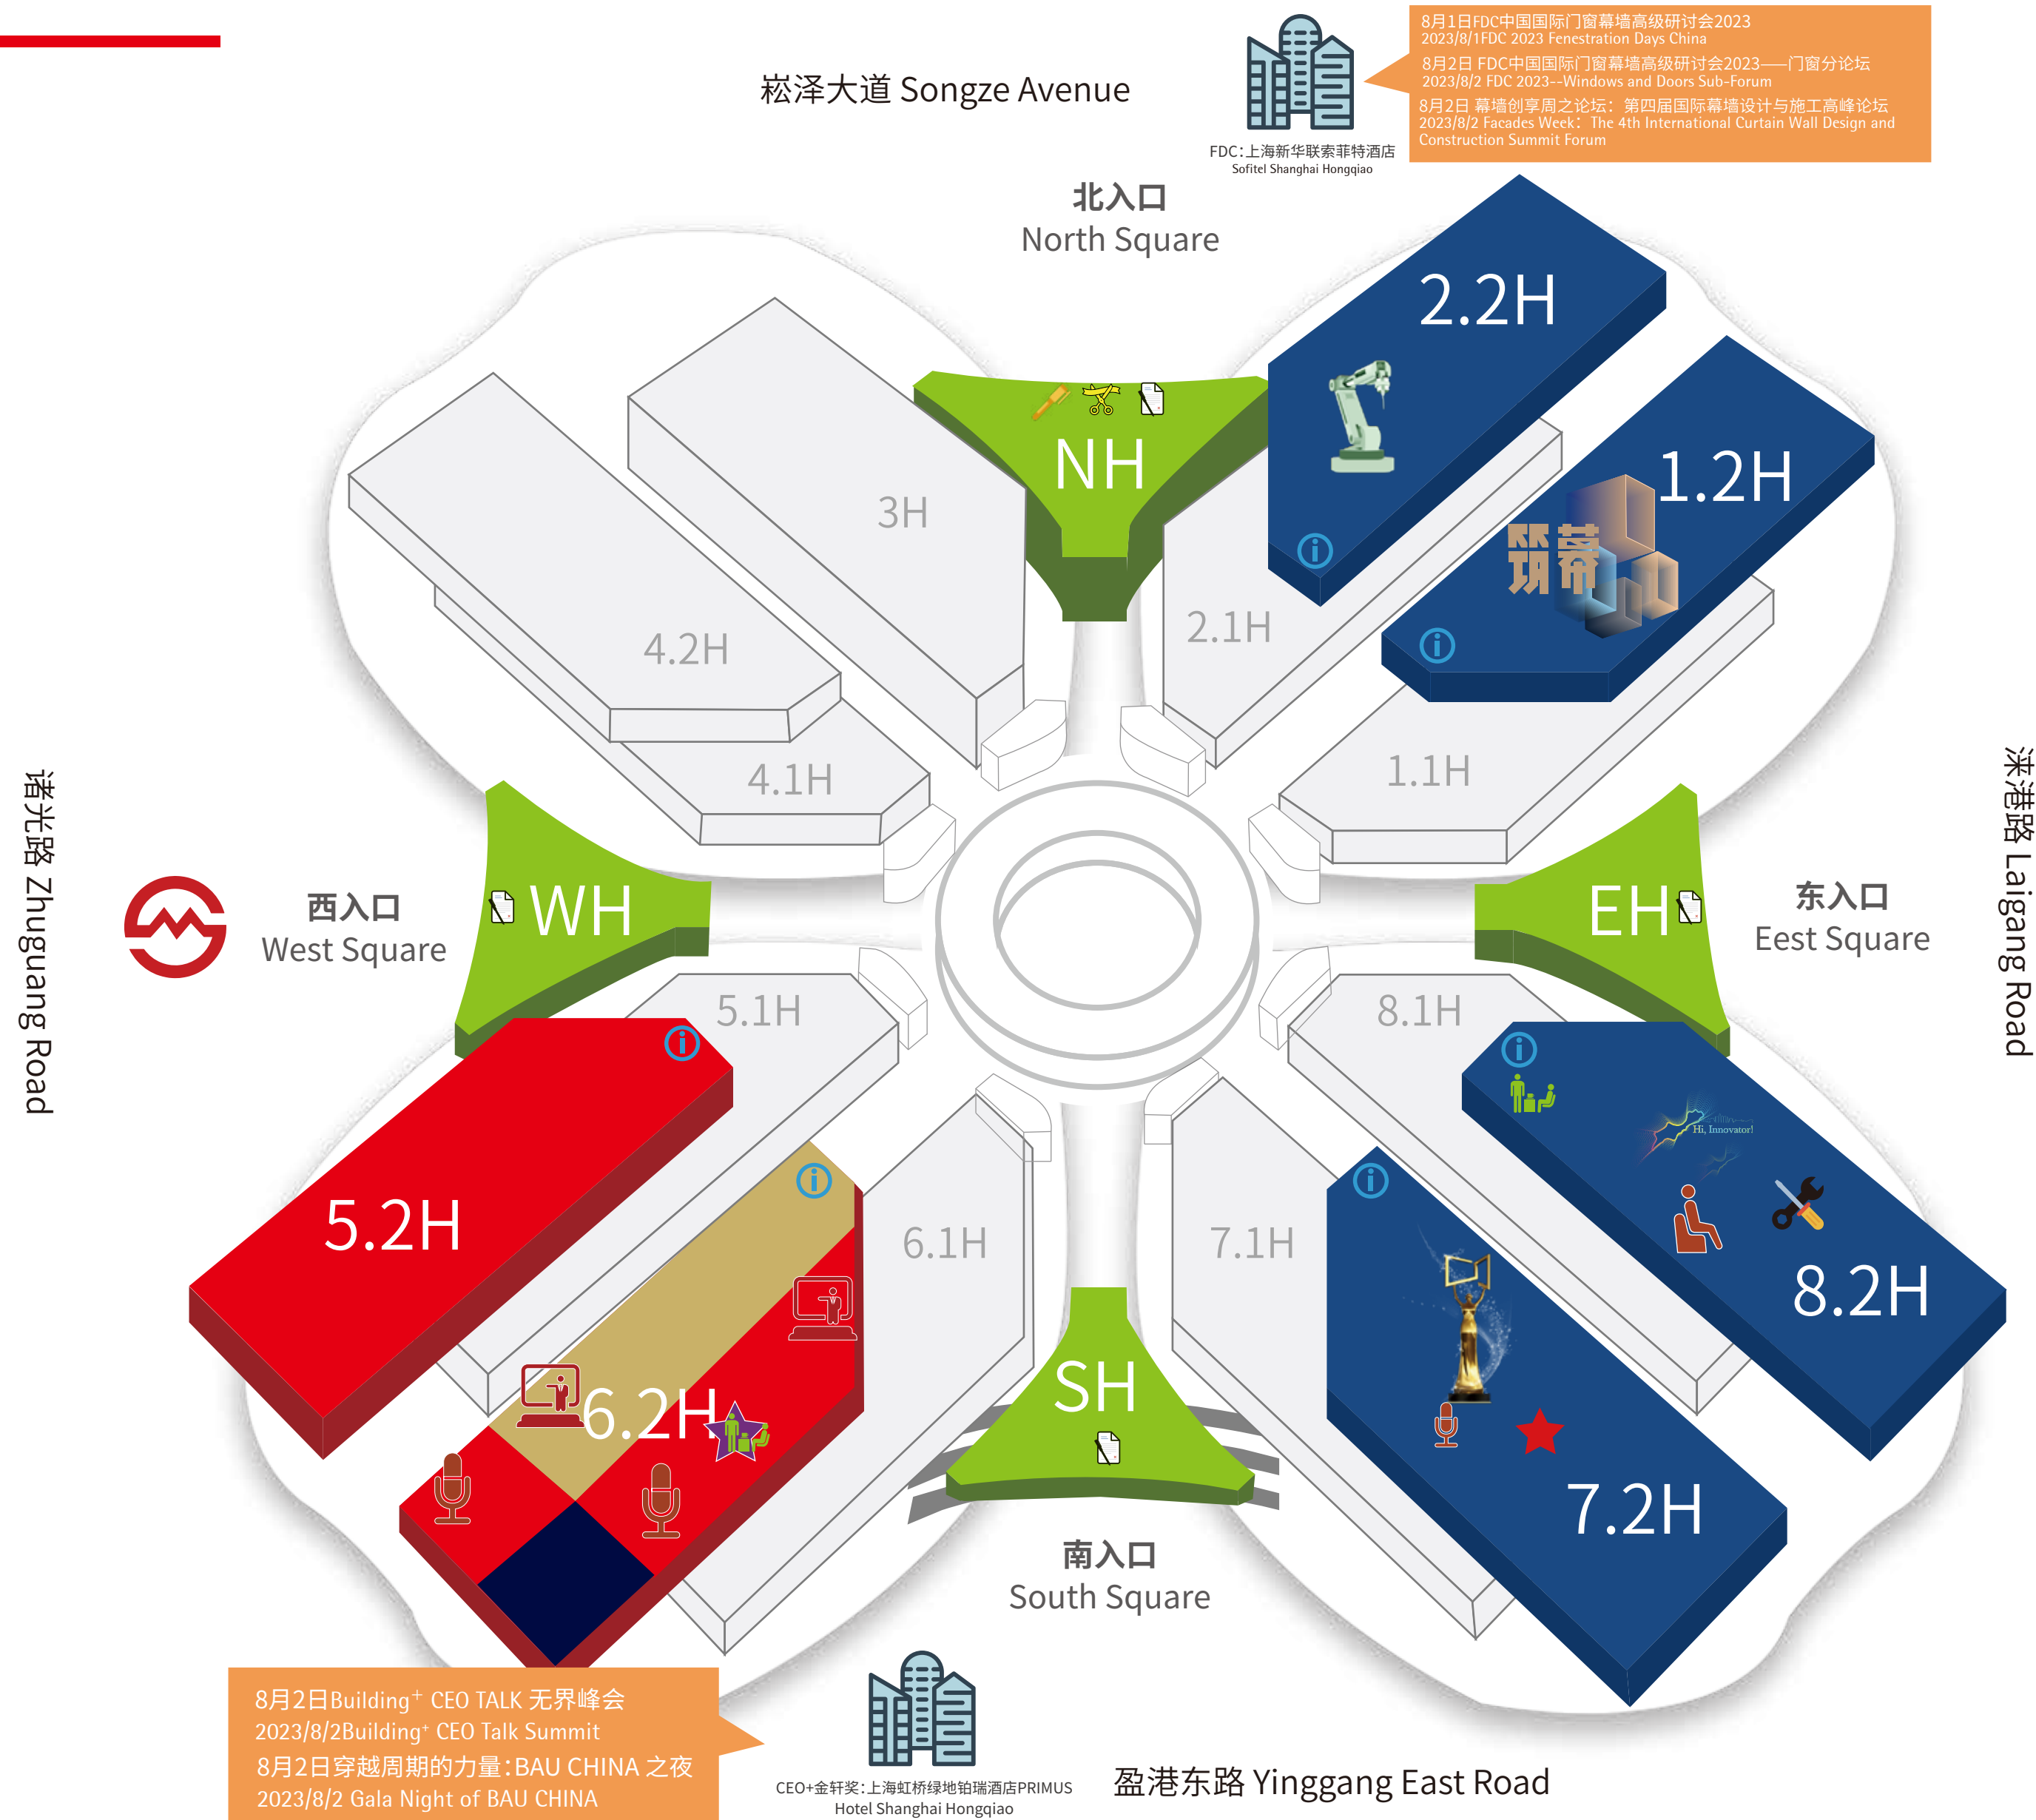 8月1日FDC中国国际门窗幕墙高级研讨会2023
2023/8/1FDC 2023 Fenestration Days China
8月2日 FDC中国国际门窗幕墙高级研讨会2023——门窗分论坛
2023/8/2 FDC 2023--Windows and Doors Sub-Forum
8月2日 幕墙创享周之论坛：第四届国际幕墙设计与施工高峰论坛
2023/8/2 Facades Week：The 4th International Curtain Wall Design and
Construction Summit Forum
崧泽大道 Songze Avenue
FDC：上海新华联索菲特酒店
Sofitel Shanghai Hongqiao
北入口
North Square
2.2H
1.2H
筑幕
NH
3H
2.1H
4.2H
4.1H
1.1H
诸光路 Zhuguang Road
涞港路 Laigang Road
西入口
West Square
WH
EH
东入口
Eest Square
5.1H
8.1H
Hi, Innovator!
5.2H
6.1H
7.1H
8.2H
6.2H
SH
7.2H
南入口
South Square
8月2日Building⁺ CEO TALK 无界峰会
2023/8/2Building⁺ CEO Talk Summit
8月2日穿越周期的力量：BAU CHINA 之夜
2023/8/2 Gala Night of BAU CHINA
CEO+金轩奖：上海虹桥绿地铂瑞酒店PRIMUS
Hotel Shanghai Hongqiao
盈港东路 Yinggang East Road